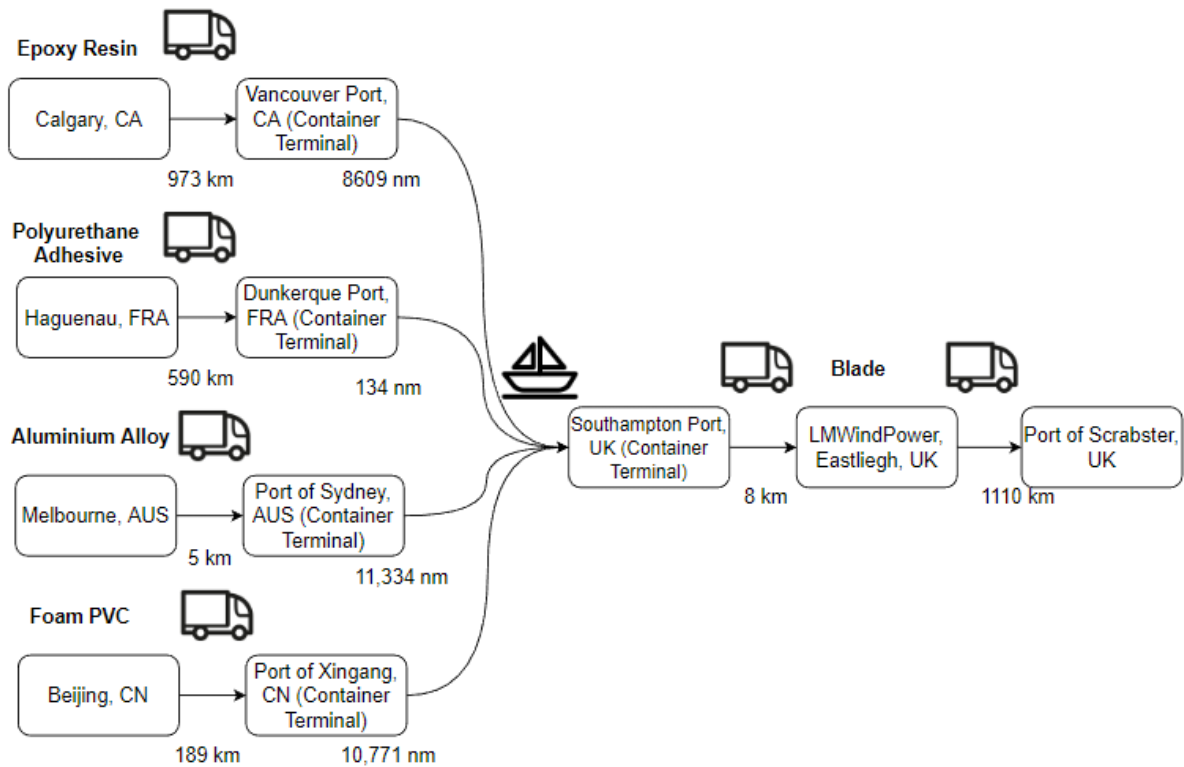 Epoxy Resin
Calgary, CA
Vancouver Port,
CA (Container
Terminal)
973 km
8609 nm
Polyurethane
Adhesive
Haguenau, FRA
Dunkerque Port,
FRA (Container
Terminal)
590 km
134 nm
Aluminium Alloy
Melbourne, AUS
Port of Sydney,
AUS (Container
Terminal)
5 km
11,334 nm
Foam PVC
Beijing, CN
Port of Xingang,
CN (Container
Terminal)
189 km
10,771 nm
Southampton Port,
UK (Container
Terminal)
8 km
Blade
LMWindPower,
Eastliegh, UK
1110 km
Port of Scrabster,
UK